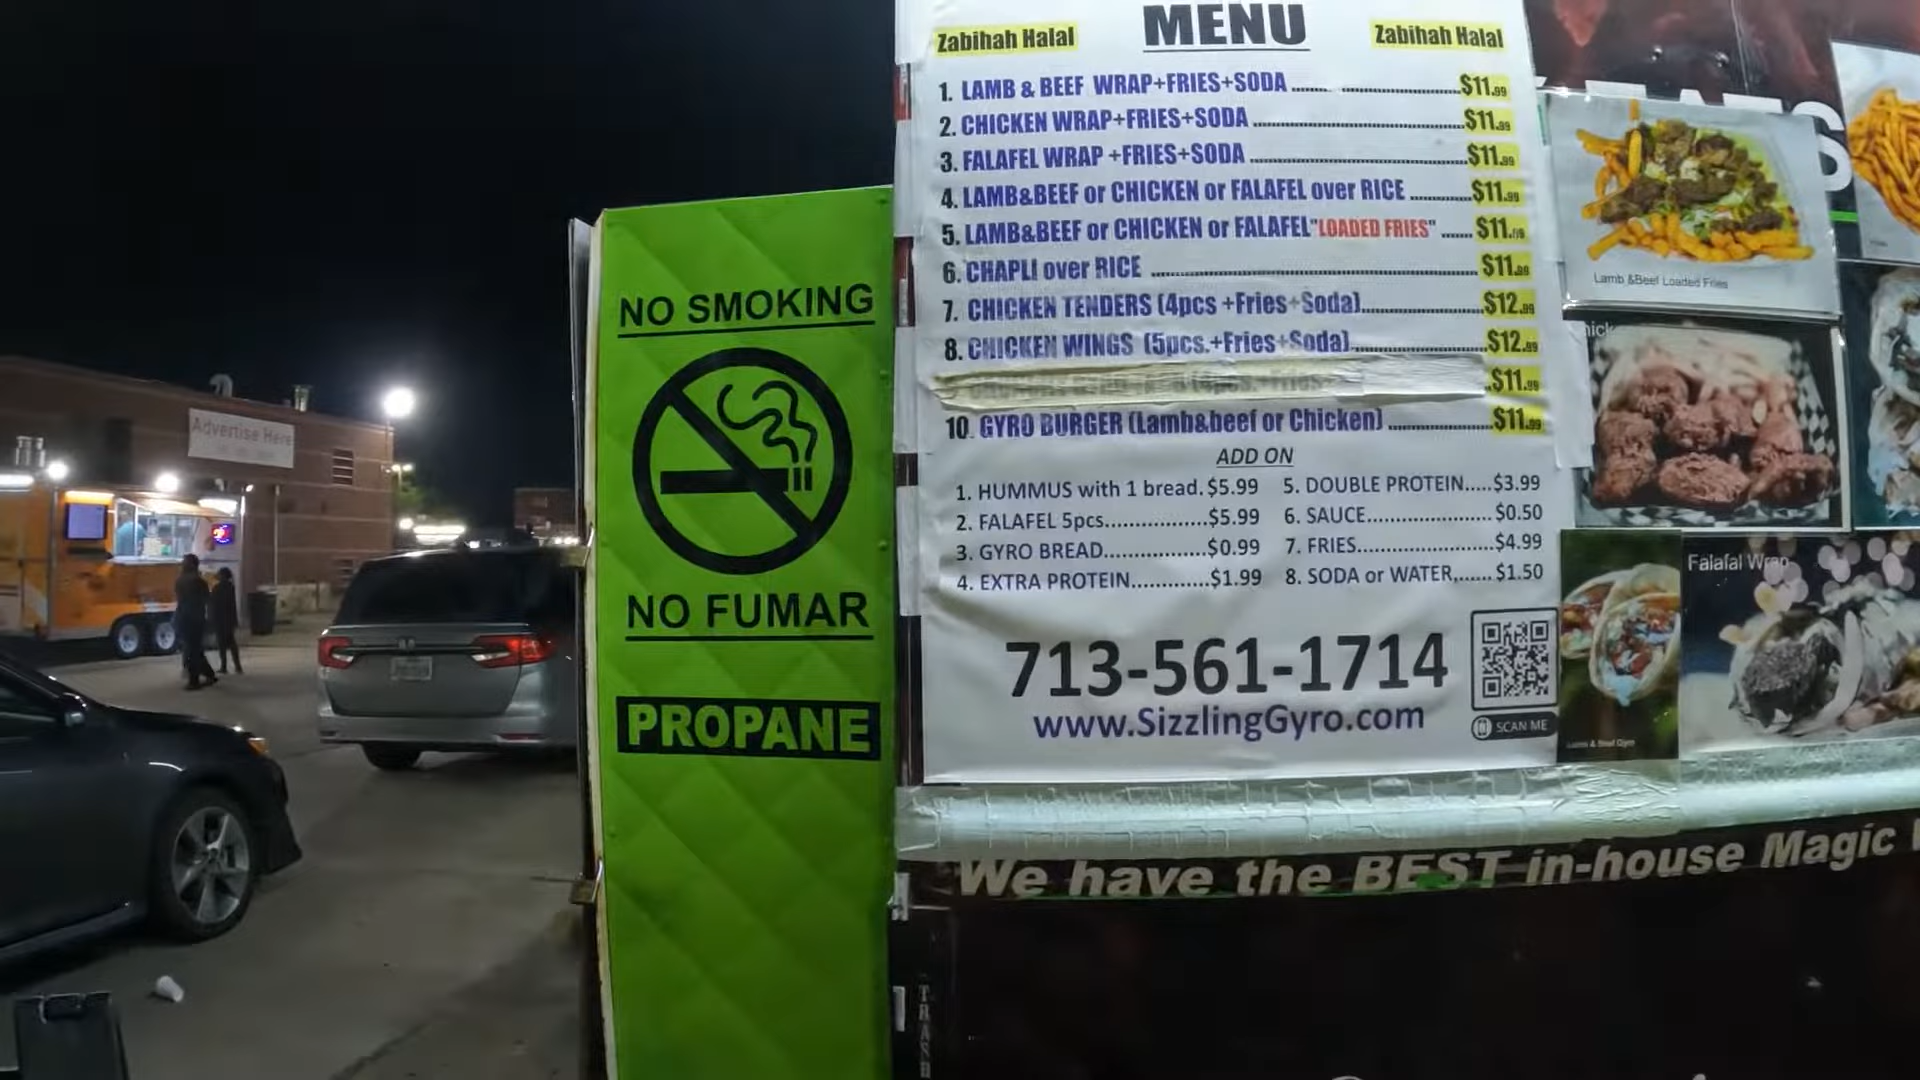 Advertise Here
NO SMOKING
NO FUMAR
PROPANE
MENU
Zabihah Halal
Zabihah Halal
1. LAMB & BEEF WRAP+FRIES+SODA $11.99
2. CHICKEN WRAP+FRIES+SODA $11.99
3. FALAFEL WRAP +FRIES+SODA $11.99
4. LAMB&BEEF or CHICKEN or FALAFEL over RICE $11.99
5. LAMB&BEEF or CHICKEN or FALAFEL"LOADED FRIES" $11.99
6. CHAPLI over RICE $11.99
7. CHICKEN TENDERS (4pcs +Fries+Soda) $12.99
8. CHICKEN WINGS (5pcs.+Fries+Soda) $12.99
$11.99
10. GYRO BURGER (Lamb&beef or Chicken) $11.99
ADD ON
1. HUMMUS with 1 bread. $5.99
2. FALAFEL 5pcs. $5.99
3. GYRO BREAD $0.99
4. EXTRA PROTEIN $1.99
5. DOUBLE PROTEIN $3.99
6. SAUCE $0.50
7. FRIES $4.99
8. SODA or WATER, $1.50
713-561-1714
www.SizzlingGyro.com
SCAN ME
Lamb &Beef Loaded Fries
Falafal Wrap
Lamb & Beef Gyro
We have the BEST in-house Magic
TRASH